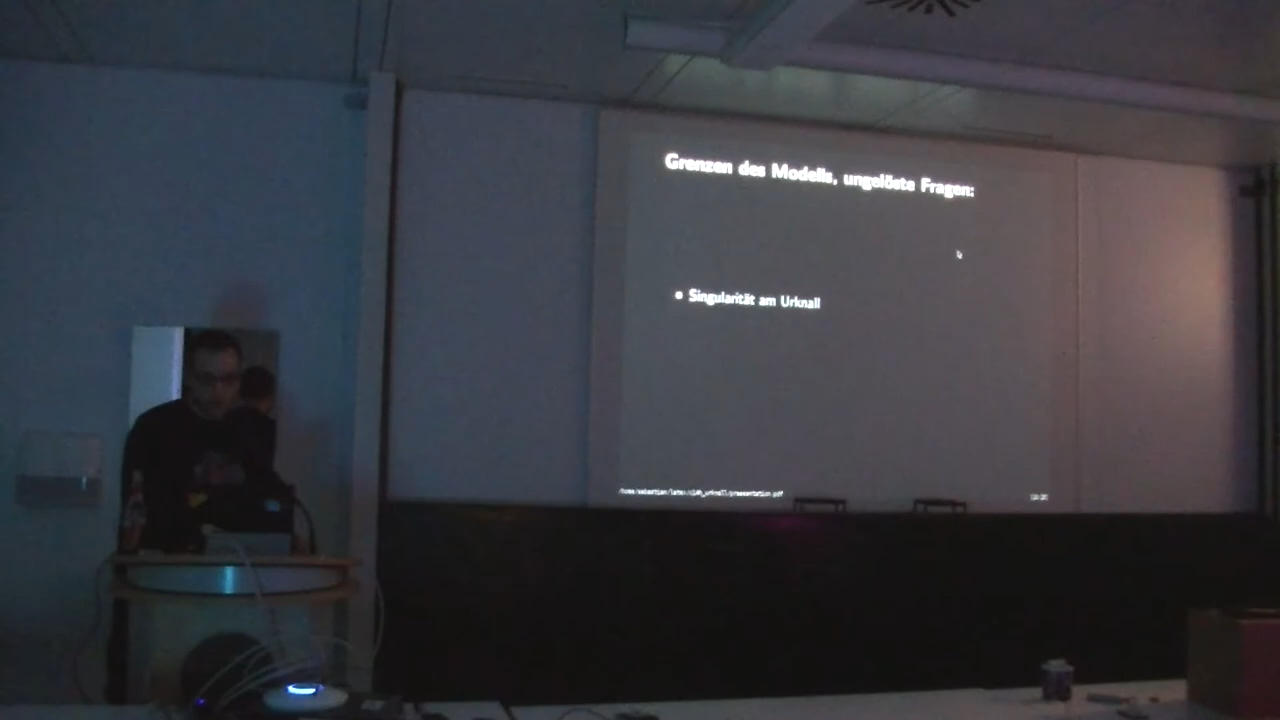 Grenzen des Modells, ungelöste Fragen:
• Singularität am Urknall